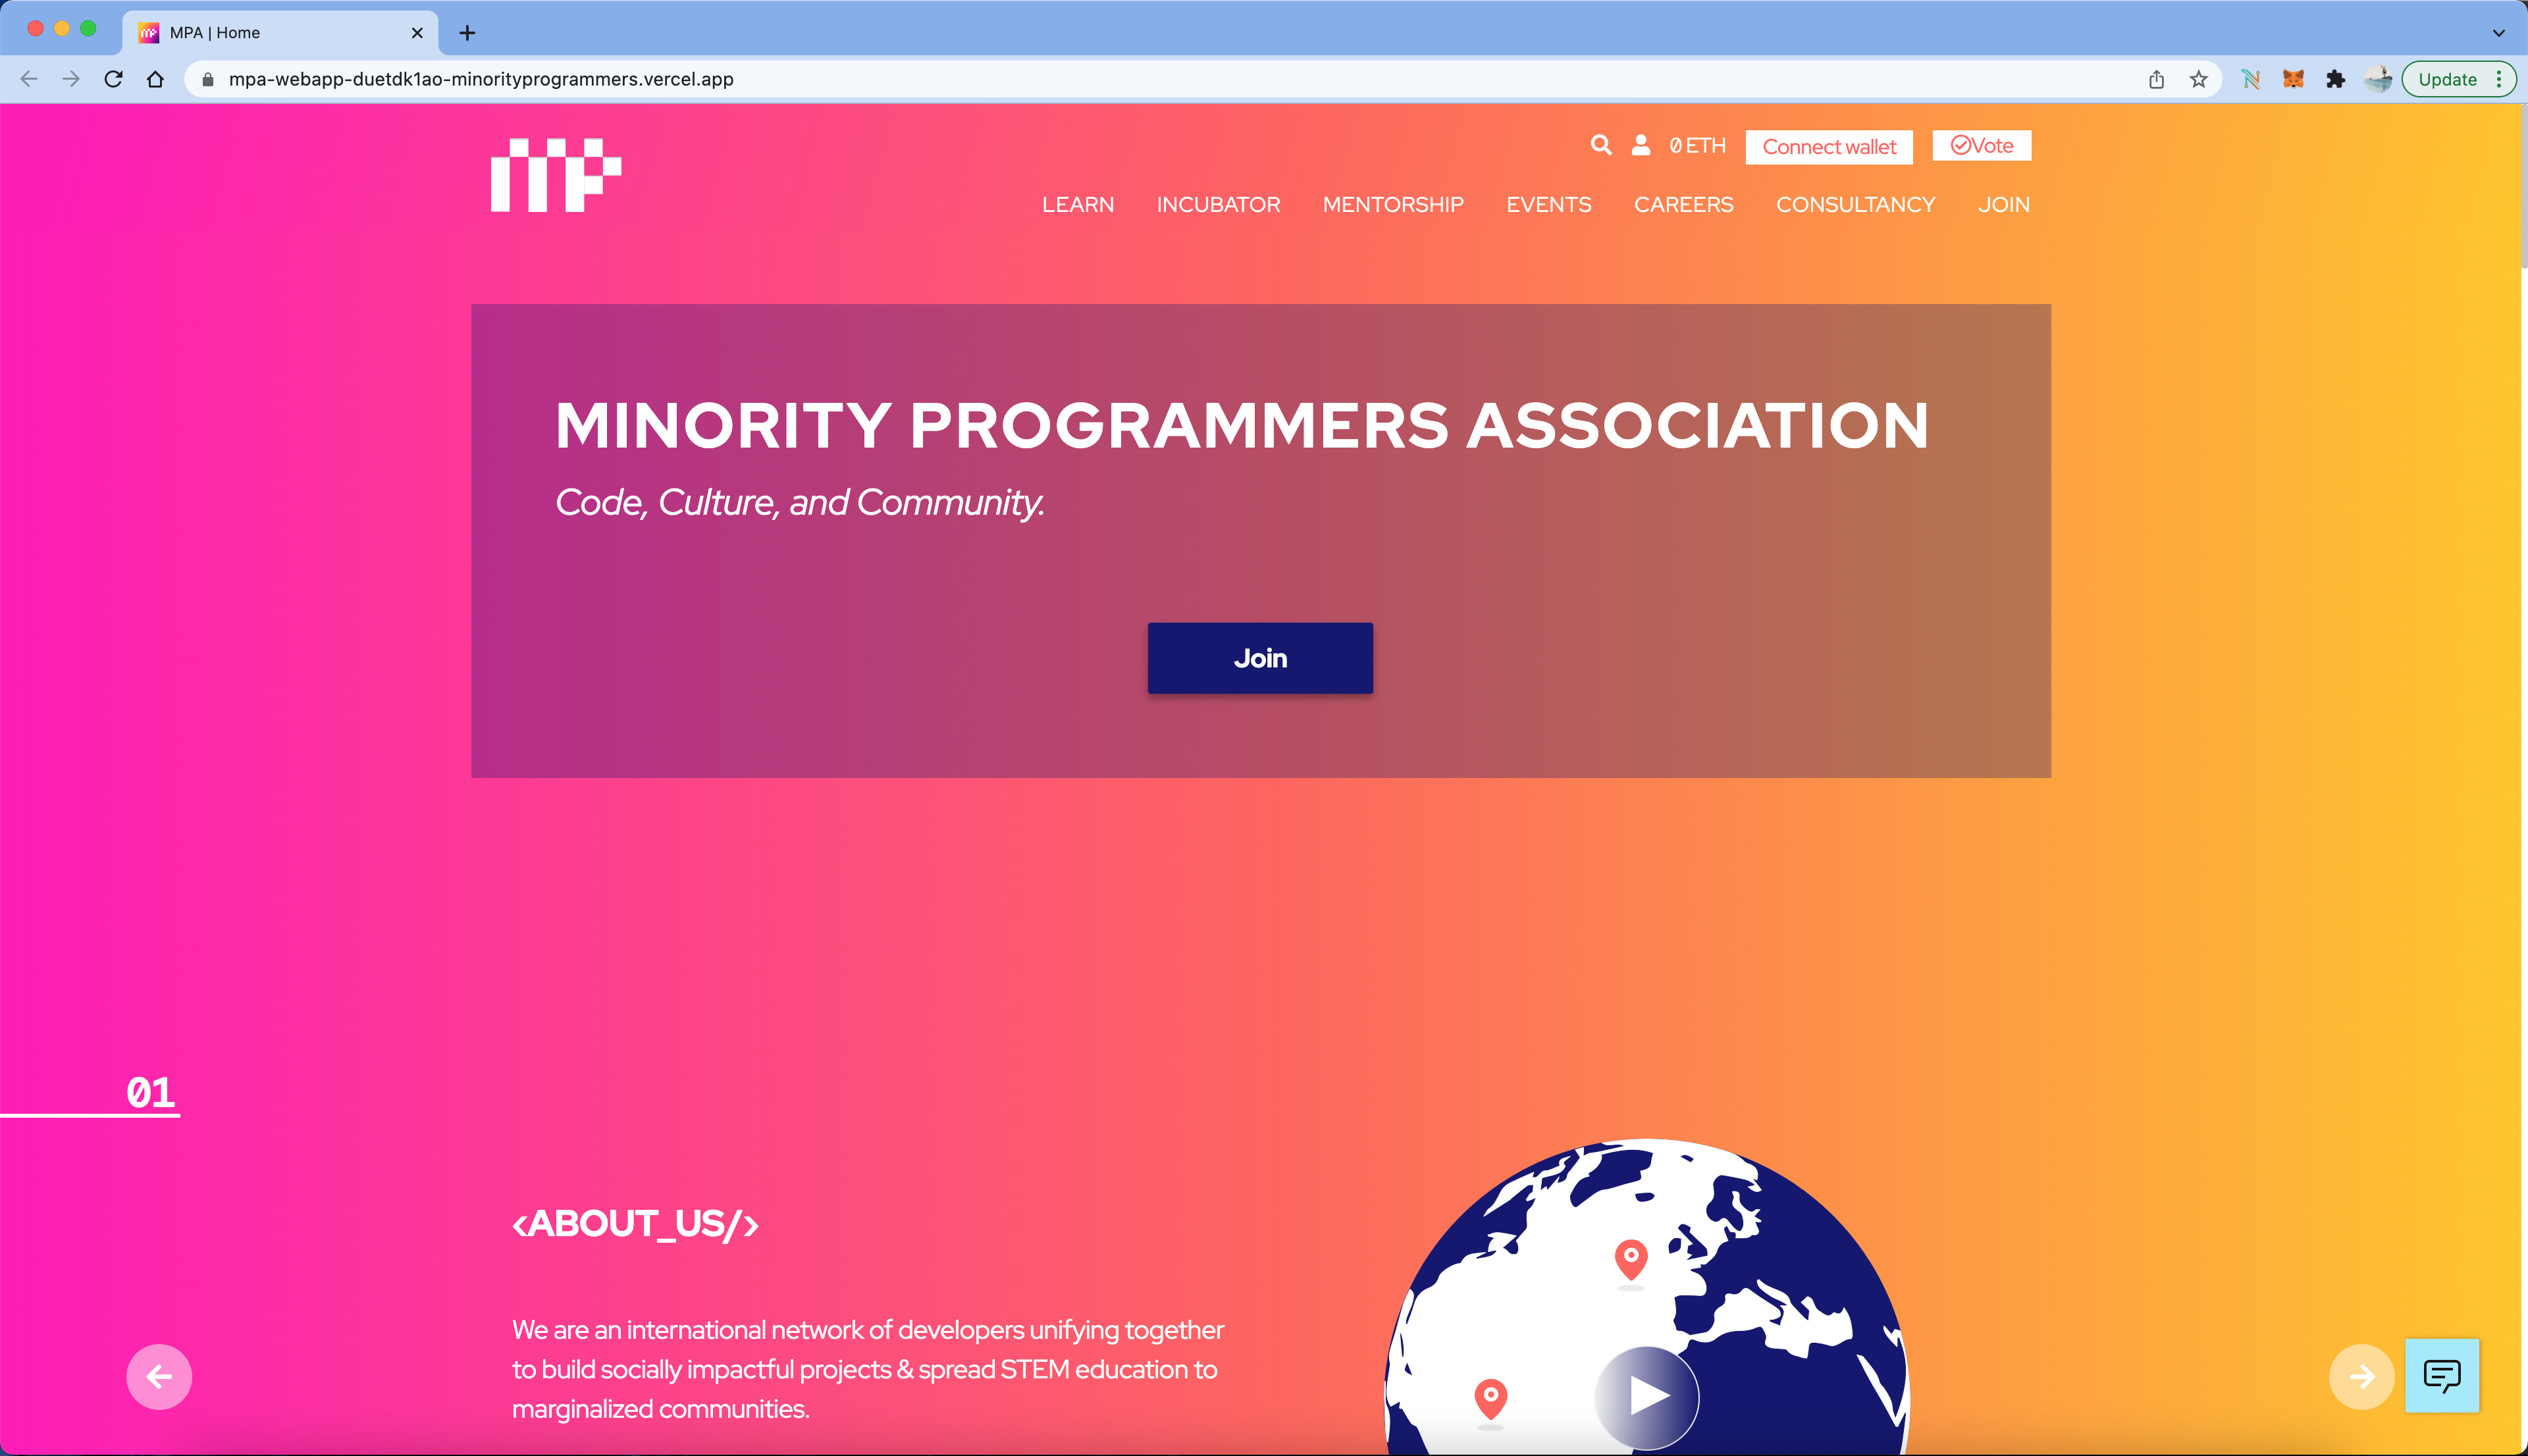 MPA | Home
mpa-webapp-duetdk1ao-minorityprogrammers.vercel.app
Update
MP
0 ETH
Connect wallet
Vote
LEARN INCUBATOR MENTORSHIP EVENTS CAREERS CONSULTANCY JOIN
MINORITY PROGRAMMERS ASSOCIATION
Code, Culture, and Community.
Join
01
<ABOUT_US/>
We are an international network of developers unifying together
to build socially impactful projects & spread STEM education to
marginalized communities.